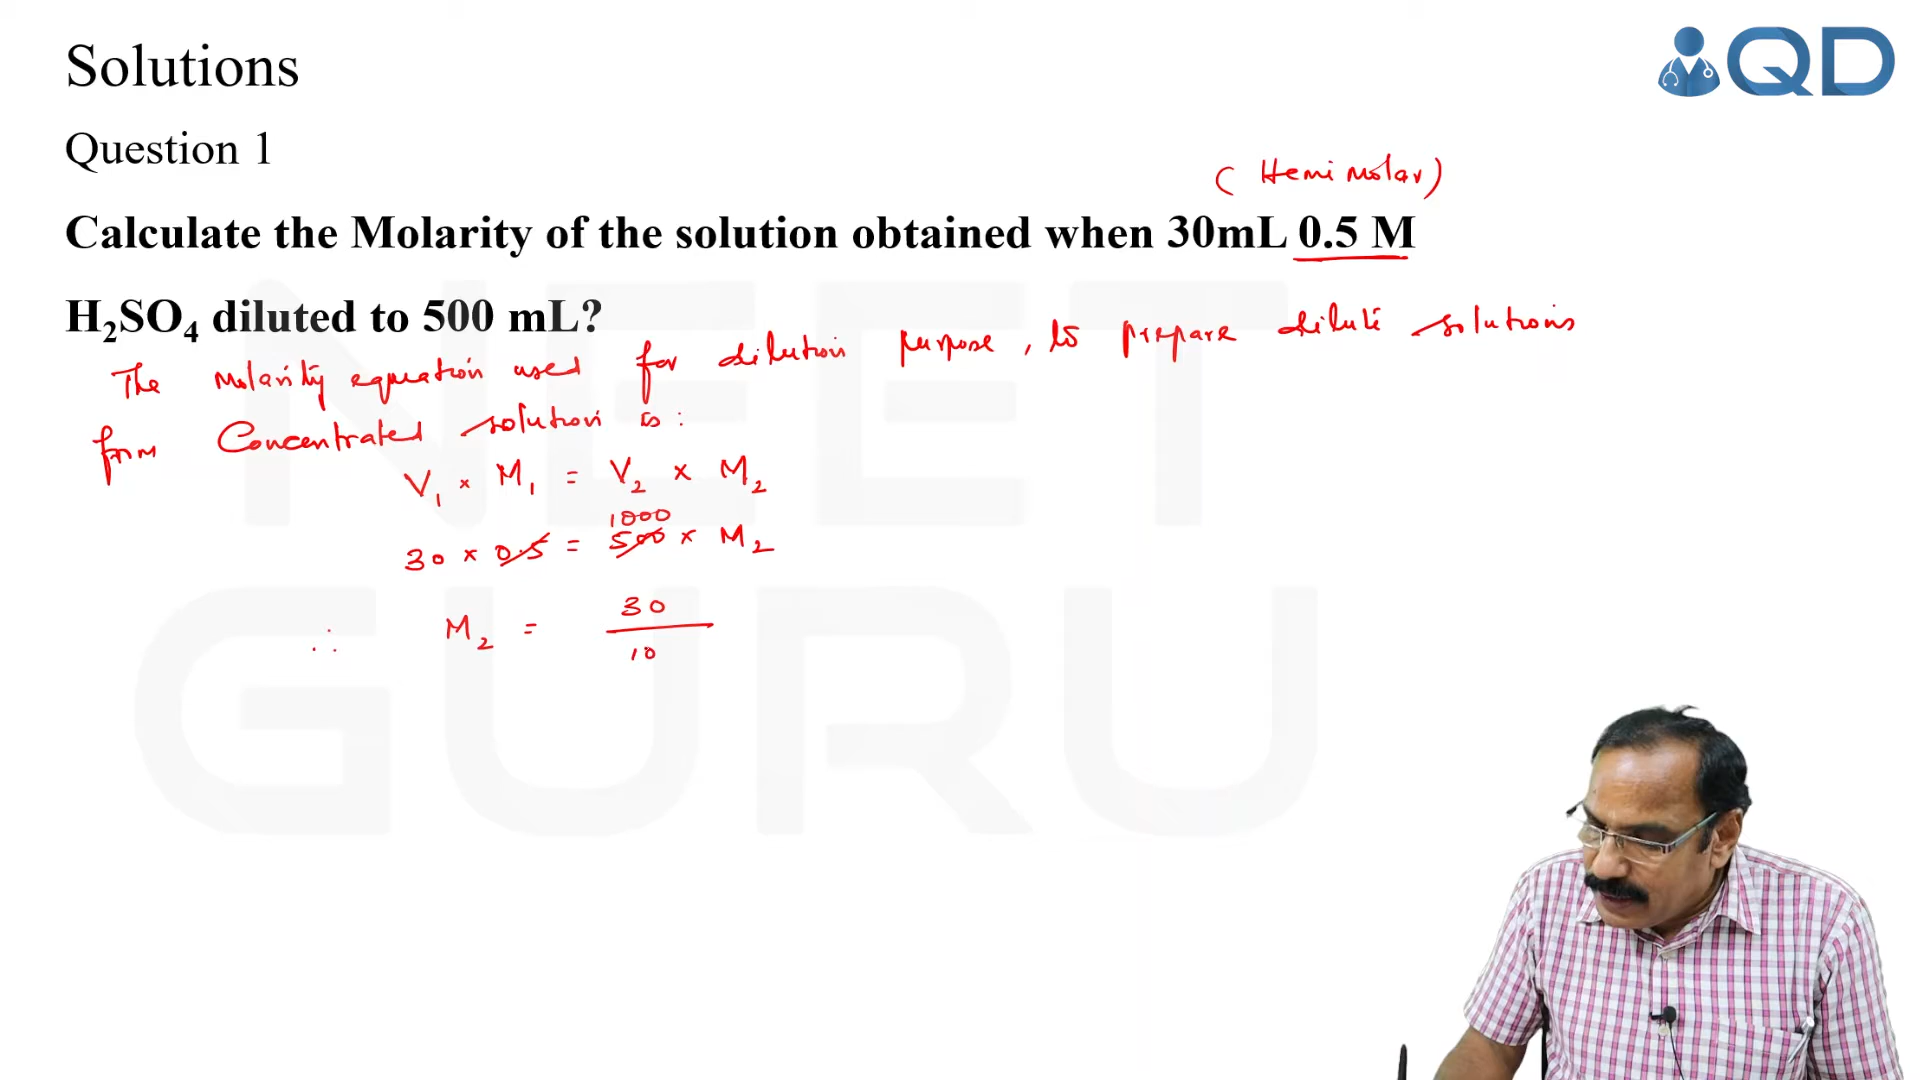 Solutions
QD
Question 1
( Hemi molar )
Calculate the Molarity of the solution obtained when 30mL 0.5 M
H₂SO₄ diluted to 500 mL?
The molarity equation used for dilution purpose, to prepare dilute solutions
from Concentrated solution is :
V₁ × M₁ = V₂ × M₂
1000
30 × 0.5 = 500 × M₂
∴ M₂ = 30
10
NEET
GURU